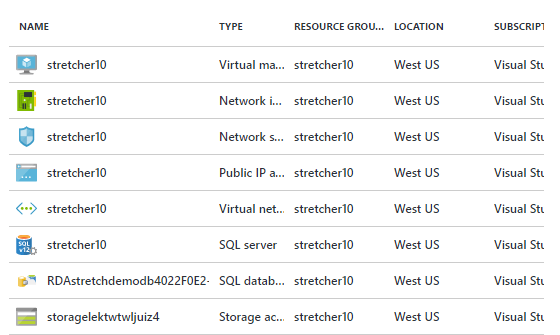 NAME TYPE RESOURCE GROU... LOCATION SUBSCRIPT
stretcher10 Virtual ma... stretcher10 West US Visual Stu
stretcher10 Network i... stretcher10 West US Visual Stu
stretcher10 Network s... stretcher10 West US Visual Stu
stretcher10 Public IP a... stretcher10 West US Visual Stu
stretcher10 Virtual net... stretcher10 West US Visual Stu
SQL v12 stretcher10 SQL server stretcher10 West US Visual Stu
RDAstretchdemodb4022F0E2- SQL datab... stretcher10 West US Visual Stu
storagelektwtwljuiz4 Storage ac... stretcher10 West US Visual Stu